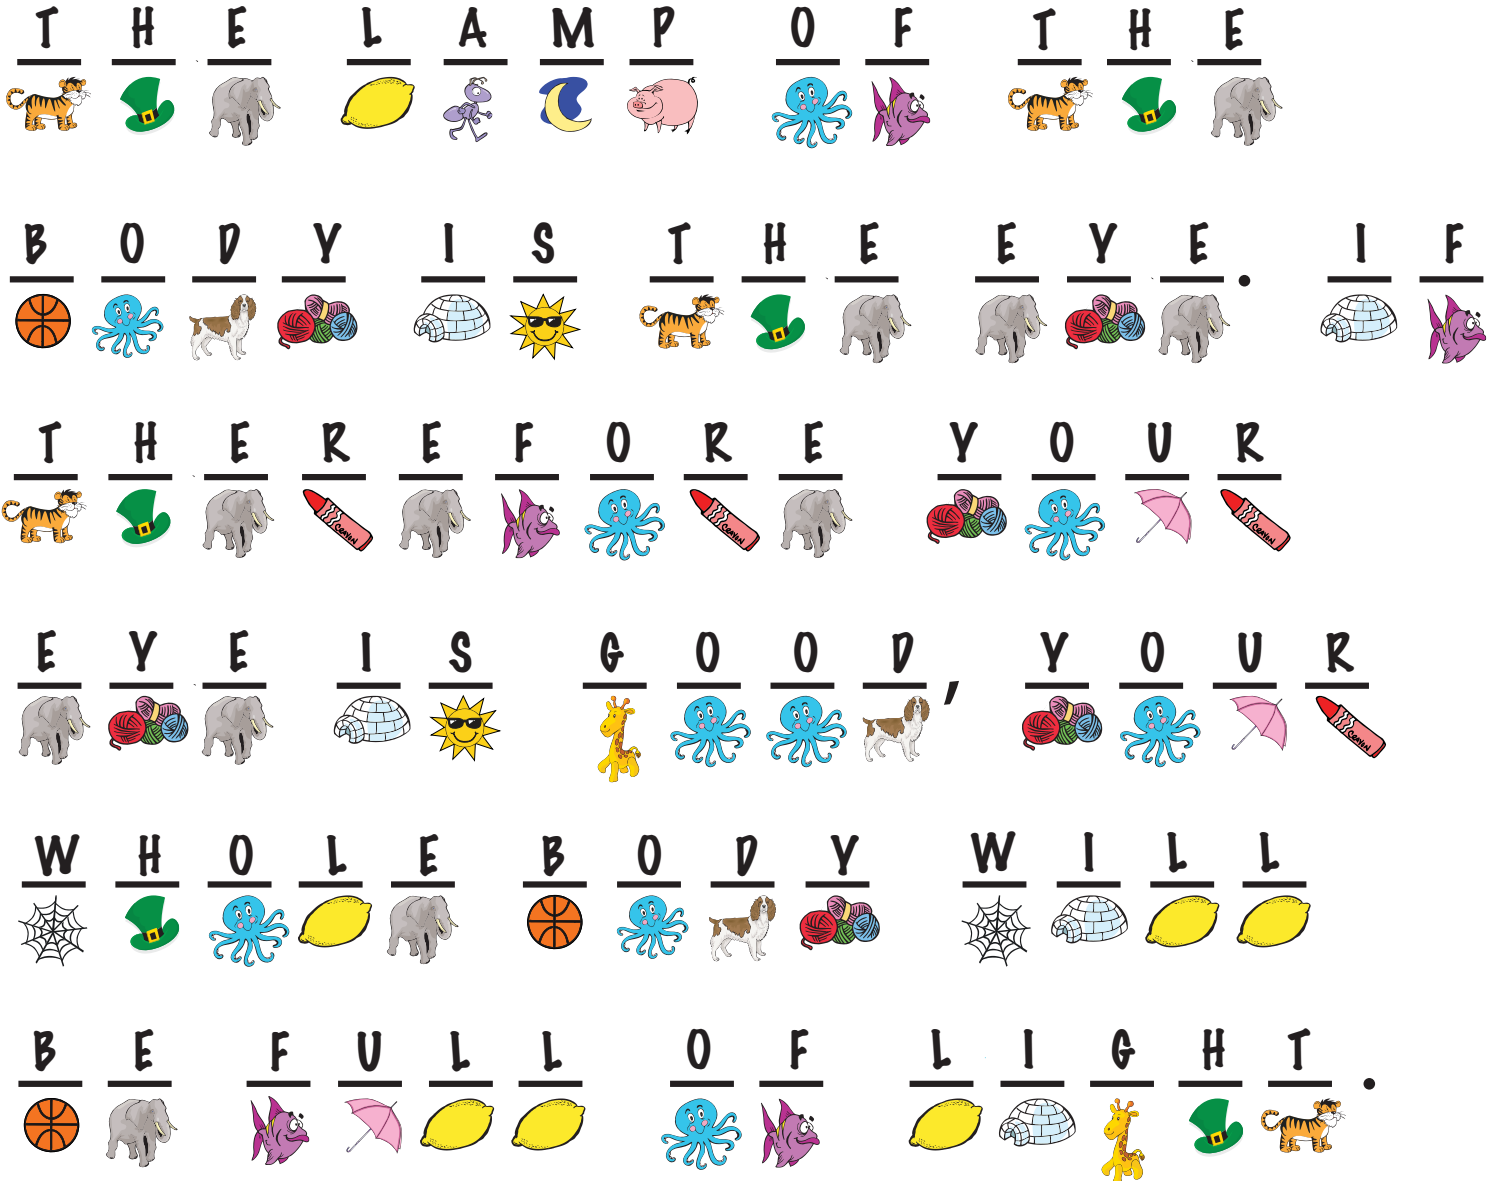 THE LAMP OF THE
BODY IS THE EYE. IF
THEREFORE YOUR
EYE IS GOOD, YOUR
WHOLE BODY WILL
BE FULL OF LIGHT.